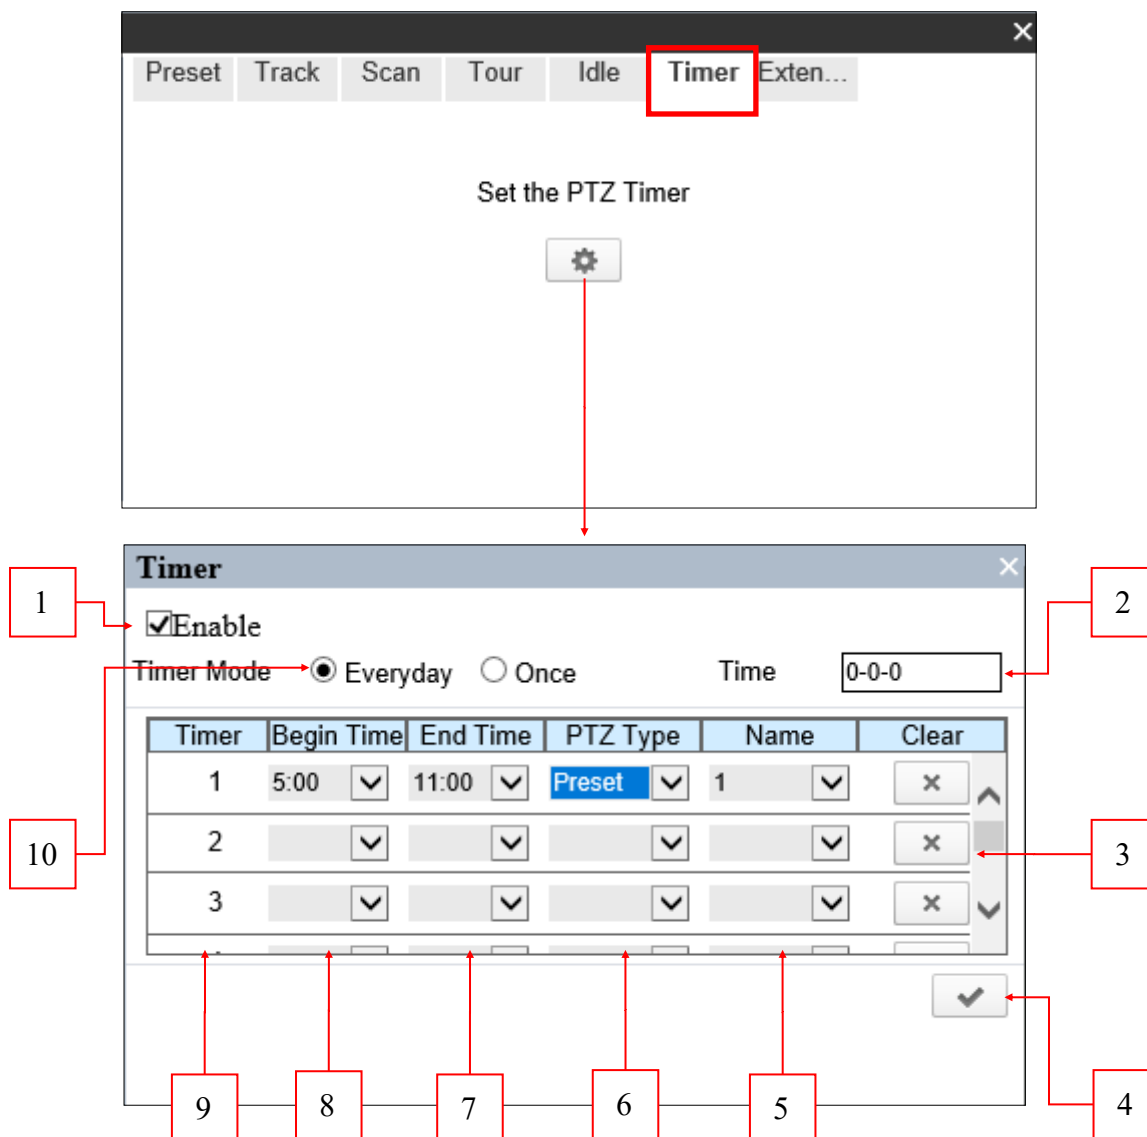 Preset Track Scan Tour Idle Timer Exten...
Set the PTZ Timer
Timer
1
Enable
2
Timer Mode Everyday Once Time 0-0-0
Timer Begin Time End Time PTZ Type Name Clear
1 5:00 11:00 Preset 1
10
2
3
3
9
8
7
6
5
4